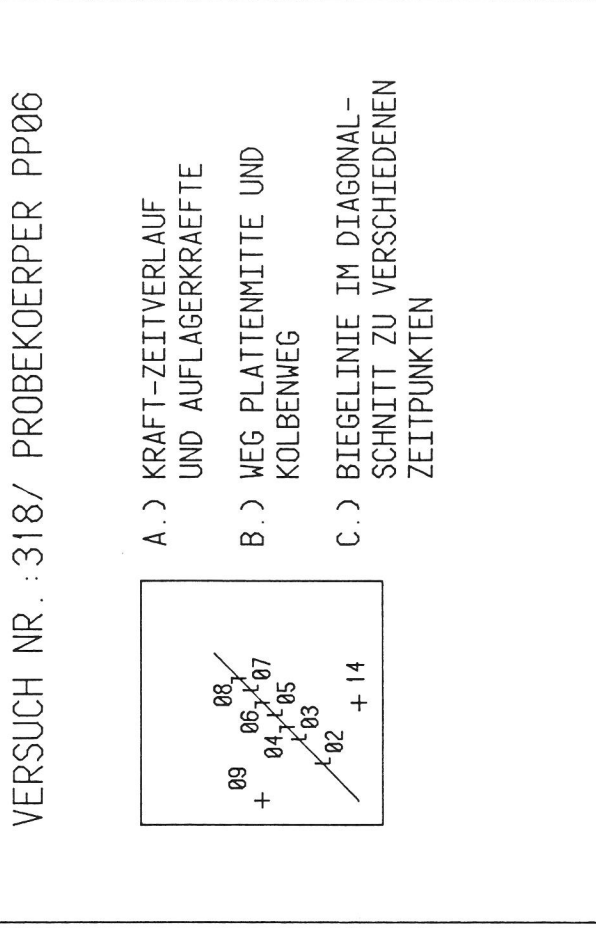 VERSUCH NR.:318/ PROBEKOERPER PP06
A.) KRAFT-ZEITVERLAUF
UND AUFLAGERKRAEFTE
B.) WEG PLATTENMITTE UND
KOLBENWEG
C.) BIEGELINIE IM DIAGONAL-
SCHNITT ZU VERSCHIEDENEN
ZEITPUNKTEN
09
08
07
06
05
04
03
02
14